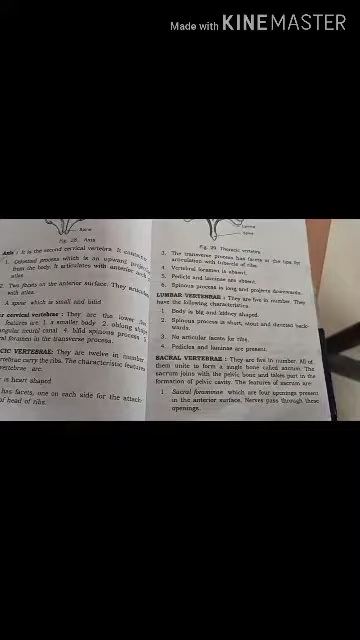 Made with KINEMASTER
Spine
Fig. 28. Axis
Axis : It is the second cervical vertebra. It
1. Odontoid process which is an upward
from the body. It articulates with anterior arch
atlas
2. Two facets on the anterior surface. They
with atlas.
A spine which is small and bifid
cervical vertebrae : They are the lower
features are : 1. a smaller body 2. oblong
angular neural canal 4. bifid spinous process
foramen in the transverse process.
VERTEBRAE: They are twelve in number.
carry the ribs. The characteristic features
vertebrae are:
is heart shaped
has facets, one on each side for the attach-
of head of ribs.
Lamina
Spine
Fig. 29. Thoracic vertebra
3. The transverse process has facets at the tips for
articulation with tubercle of ribs.
4. Vertebral foramen is absent.
5. Pedicle and laminae are absent.
6. Spinous process is long and projects downwards.
LUMBAR VERTEBRAE : They are five in number. They
have the following characteristics.
1. Body is big and kidney shaped.
2. Spinous process is short, stout and directed back-
wards.
3. No articular facets for ribs.
4. Pedicles and laminae are present.
SACRAL VERTEBRAE : They are five in number. All of
them unite to form a single bone called sacrum. The
sacrum joins with the pelvic bone and takes part in the
formation of pelvic cavity. The features of sacrum are:
1. Sacral foraminae which are four openings present
in the anterior surface. Nerves pass through these
openings.